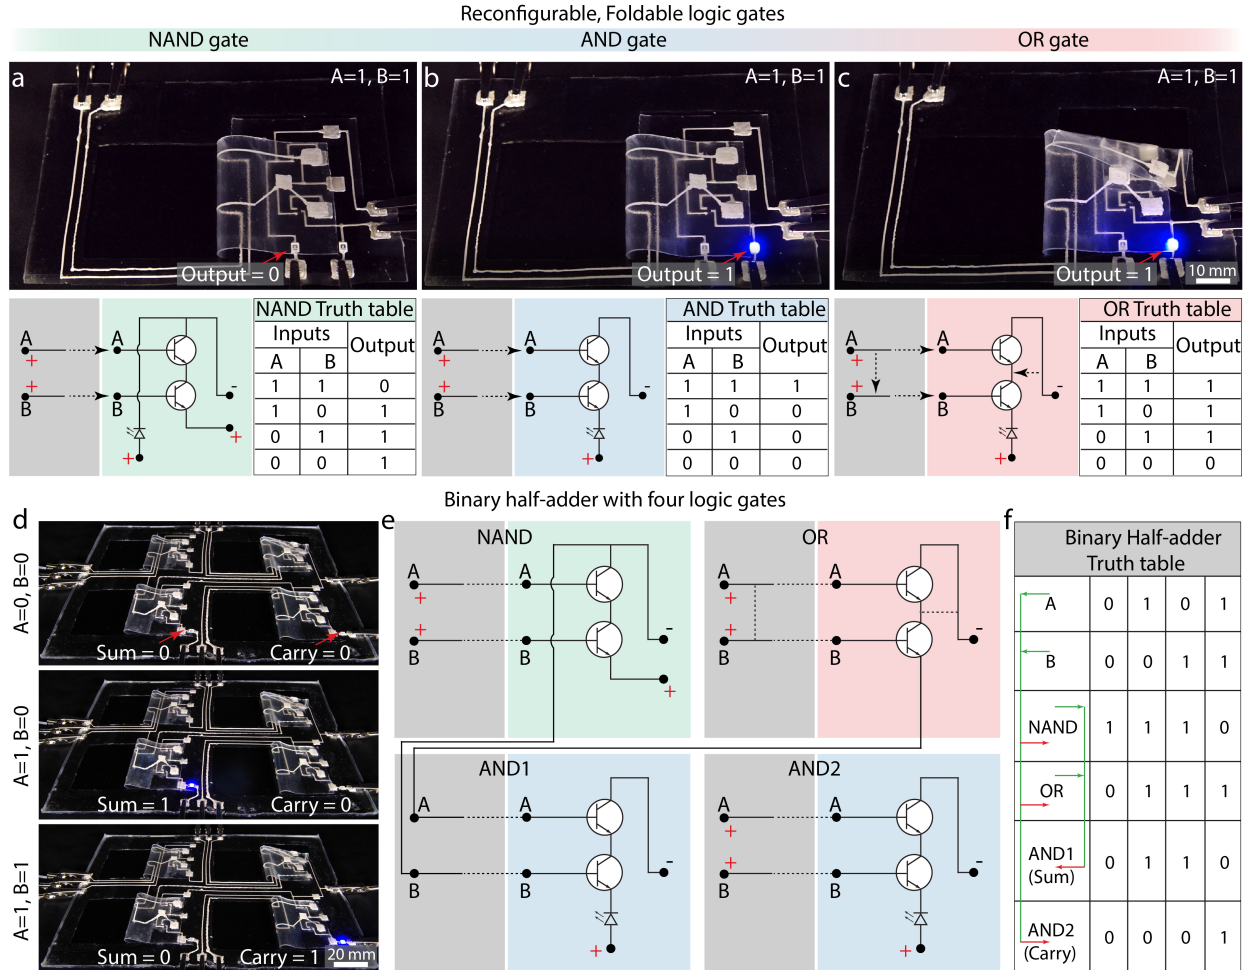 Reconfigurable, Foldable logic gates
NAND gate
AND gate
OR gate
a
A=1, B=1
Output = 0
b
A=1, B=1
Output = 1
c
A=1, B=1
Output = 1
10 mm
A
+
+
B
A
B
-
+
+
NAND Truth table
Inputs Output
A B
1 1 0
1 0 1
0 1 1
0 0 1
A
+
+
B
A
B
-
+
AND Truth table
Inputs Output
A B
1 1 1
1 0 0
0 1 0
0 0 0
A
+
+
B
A
B
-
+
OR Truth table
Inputs Output
A B
1 1 1
1 0 1
0 1 1
0 0 0
Binary half-adder with four logic gates
d
A=0, B=0
Sum = 0 Carry = 0
A=1, B=0
Sum = 1 Carry = 0
A=1, B=1
Sum = 0 Carry = 1
20 mm
e
NAND
A
+
+
B
A
B
-
+
OR
A
+
+
B
A
B
-
AND1
A
B
A
B
-
+
AND2
A
+
+
B
A
B
-
+
f
Binary Half-adder
Truth table
A 0 1 0 1
B 0 0 1 1
NAND 1 1 1 0
OR 0 1 1 1
AND1 0 1 1 0
(Sum)
AND2 0 0 0 1
(Carry)